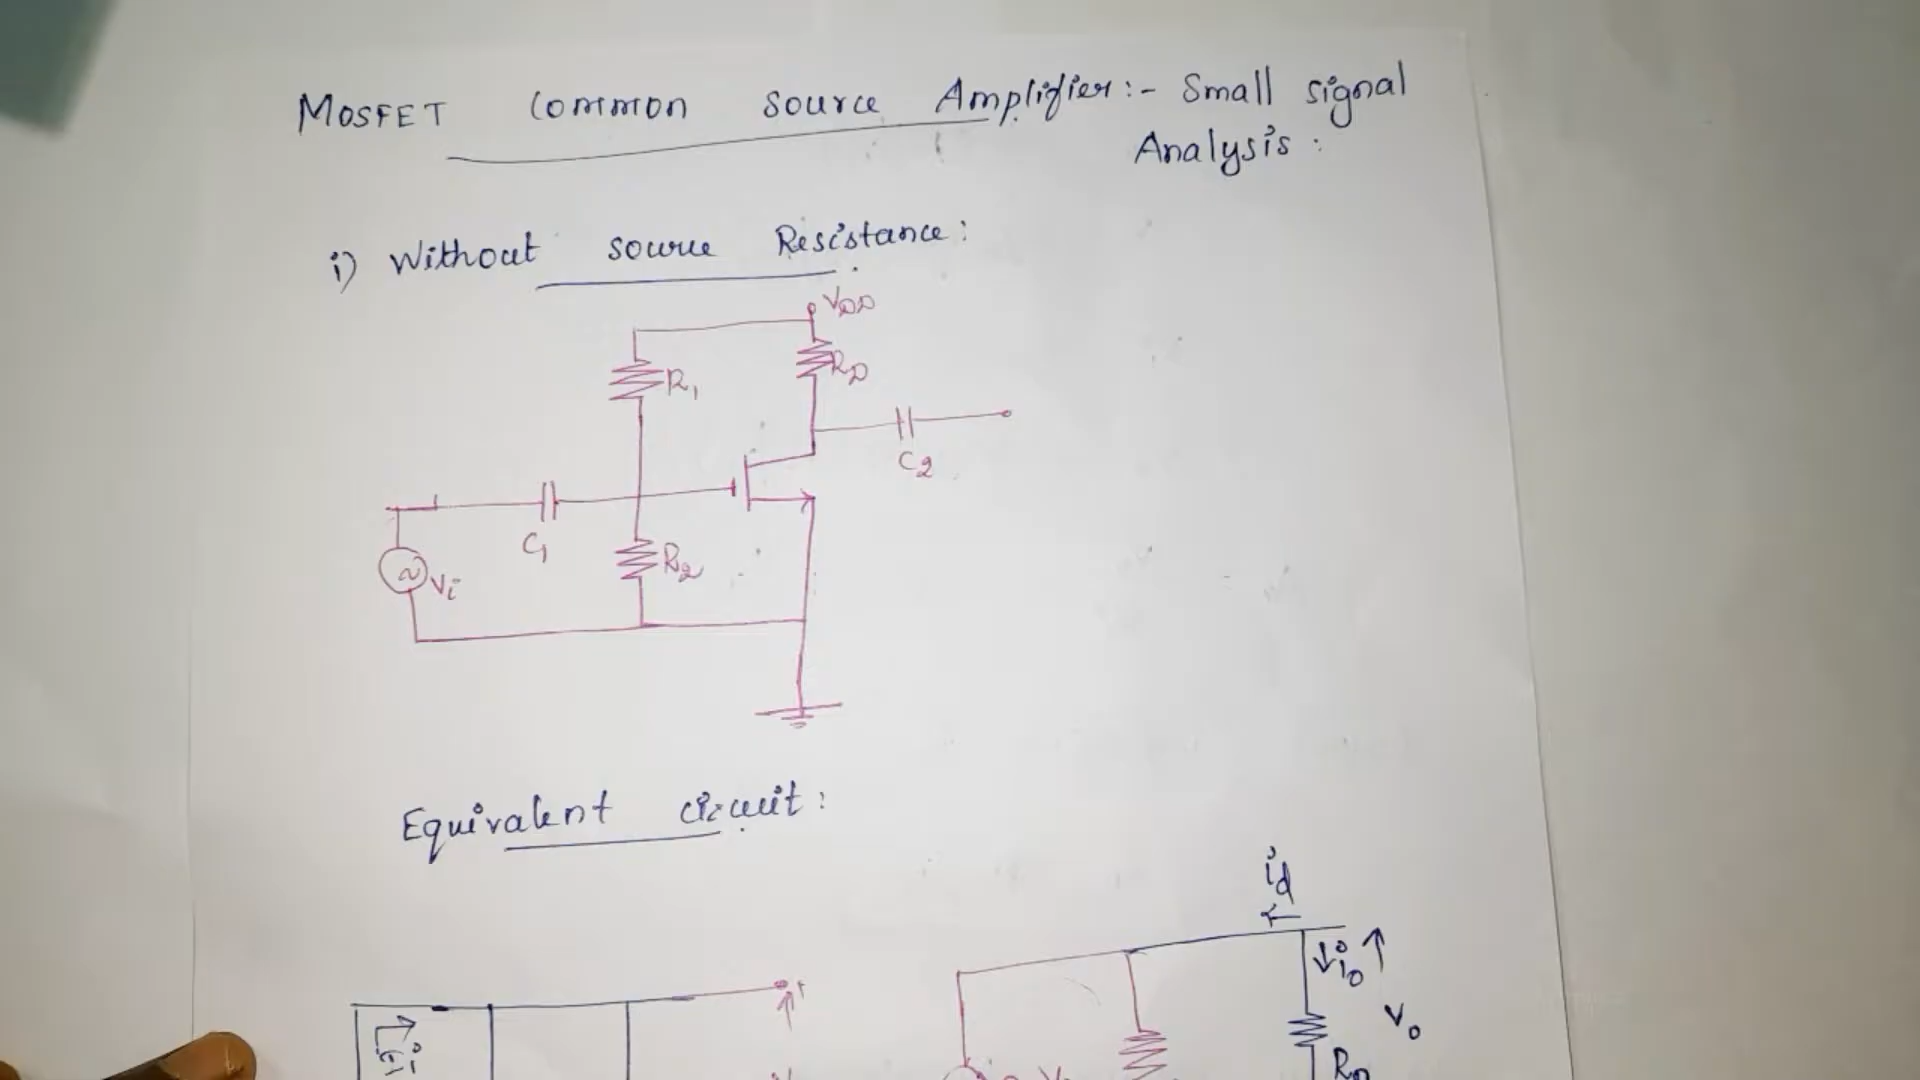 MOSFET Common Source Amplifier:- Small signal
Analysis:
i) Without source Resistance:
VDD
R1
RD
C2
C1
R2
Vi
Equivalent circuit:
id
io
Vo
ii
RD